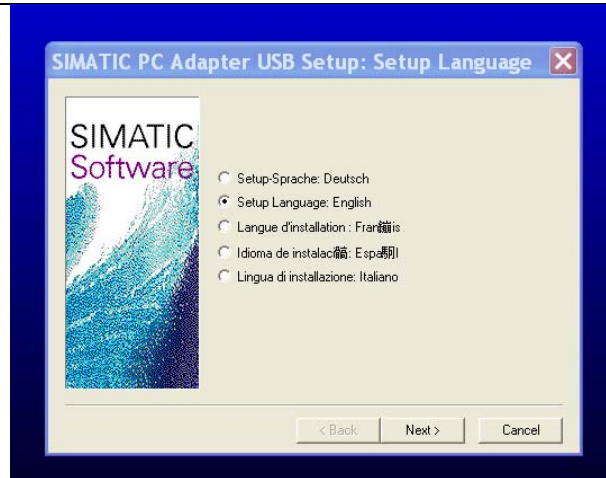 SIMATIC PC Adapter USB Setup: Setup Language
SIMATIC
Software
Setup-Sprache: Deutsch
Setup Language: English
Langue d'installation :
Idioma de
Lingua di installazione: Italiano
< Back
Next >
Cancel